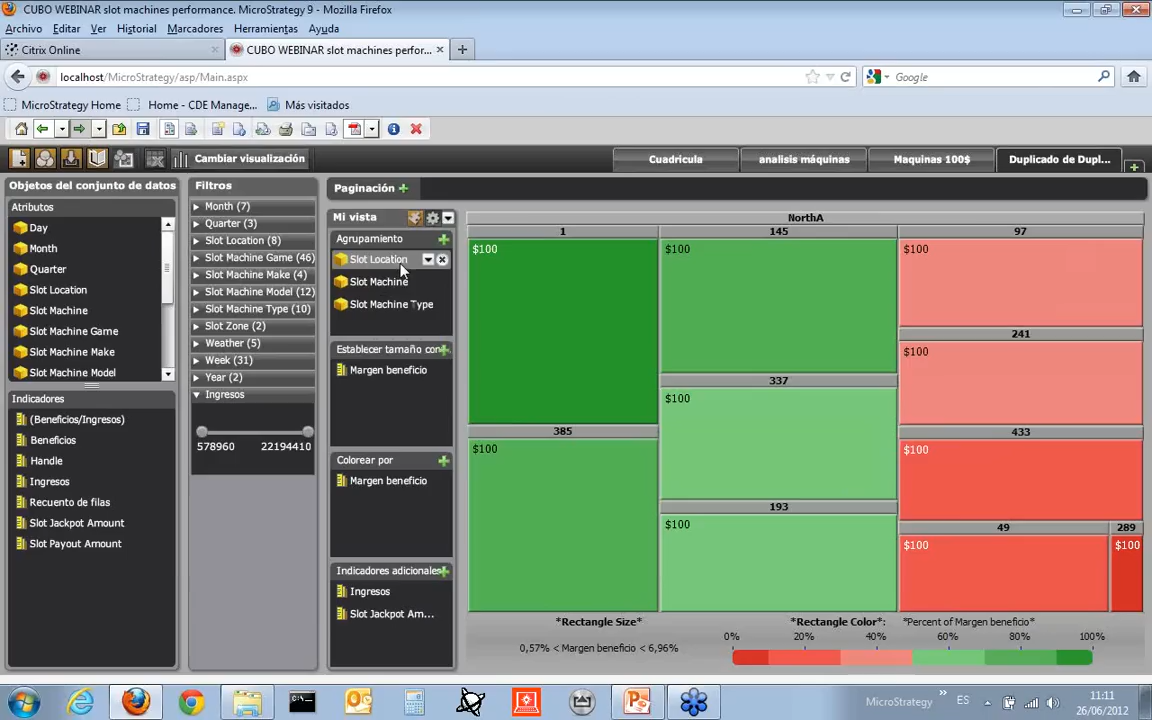 CUBO WEBINAR slot machines performance. MicroStrategy 9 - Mozilla Firefox
Archivo Editar Ver Historial Marcadores Herramientas Ayuda
Citrix Online
CUBO WEBINAR slot machines perfor...
localhost/MicroStrategy/asp/Main.aspx
Google
MicroStrategy Home
Home - CDE Manage...
Más visitados
Cambiar visualización
Cuadricula
analisis máquinas
Maquinas 100$
Duplicado de Dupl...
Objetos del conjunto de datos
Atributos
Day
Month
Quarter
Slot Location
Slot Machine
Slot Machine Game
Slot Machine Make
Slot Machine Model
Indicadores
(Beneficios/Ingresos)
Beneficios
Handle
Ingresos
Recuento de filas
Slot Jackpot Amount
Slot Payout Amount
Filtros
Month (7)
Quarter (3)
Slot Location (8)
Slot Machine Game (46)
Slot Machine Make (4)
Slot Machine Model (12)
Slot Machine Type (10)
Slot Zone (2)
Weather (5)
Week (31)
Year (2)
Ingresos
578960 22194410
Paginación
Mi vista
Agrupamiento
Slot Location
Slot Machine
Slot Machine Type
Establecer tamaño con
Margen beneficio
Colorear por
Margen beneficio
Indicadores adicionales
Ingresos
Slot Jackpot Am...
NorthA
1
$100
385
$100
145
$100
337
$100
193
$100
97
$100
241
$100
433
$100
49
$100
289
$100
*Rectangle Size*
0,57% < Margen beneficio < 6,96%
*Rectangle Color*: *Percent of Margen beneficio*
0% 20% 40% 60% 80% 100%
MicroStrategy
ES
11:11
26/06/2012